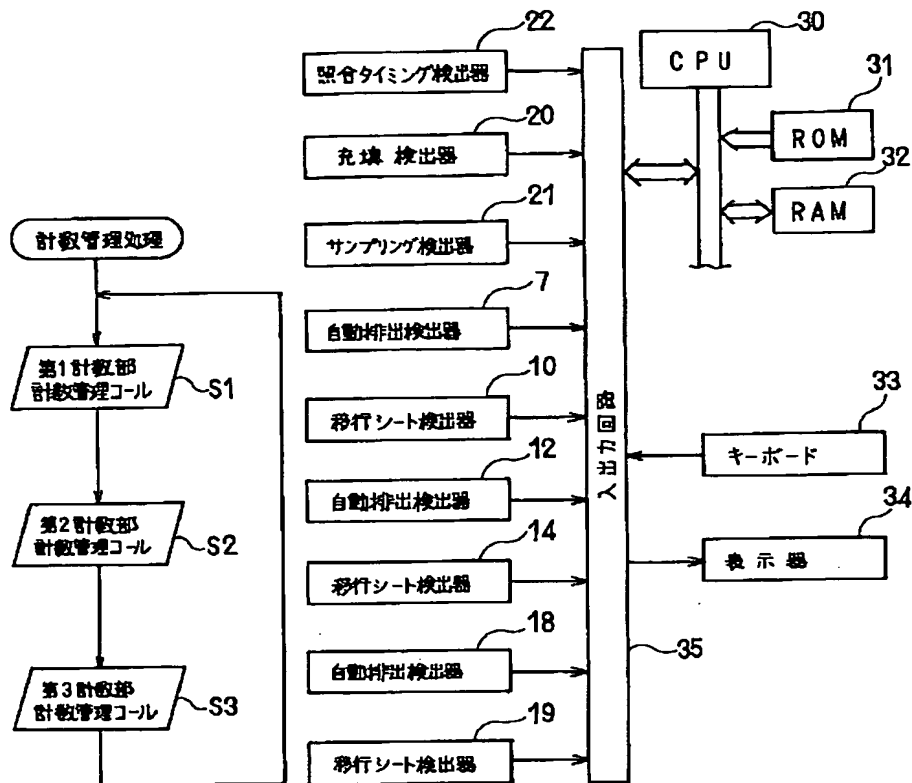 計数管理処理
第1計数部
計数管理コール
S1
第2計数部
計数管理コール
S2
第3計数部
計数管理コール
S3
22
照合タイミング検出器
20
充填検出器
21
サンプリング検出器
7
自動排出検出器
10
移行シート検出器
12
自動排出検出器
14
移行シート検出器
18
自動排出検出器
19
移行シート検出器
入出力回路
35
30
CPU
31
ROM
32
RAM
33
キーボード
34
表示器